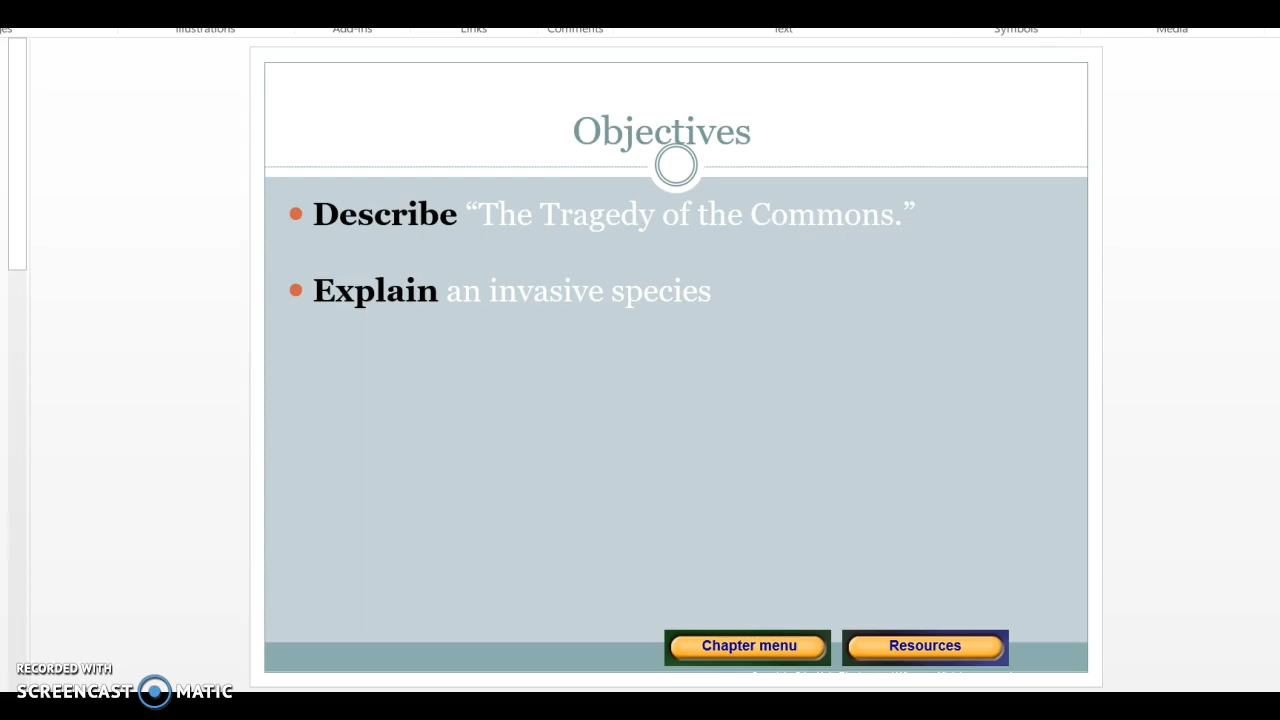 Illustrations Add-ins Links Comments Text Symbols Media
Objectives
• Describe “The Tragedy of the Commons.”
• Explain an invasive species
Chapter menu Resources
RECORDED WITH
SCREENCAST MATIC